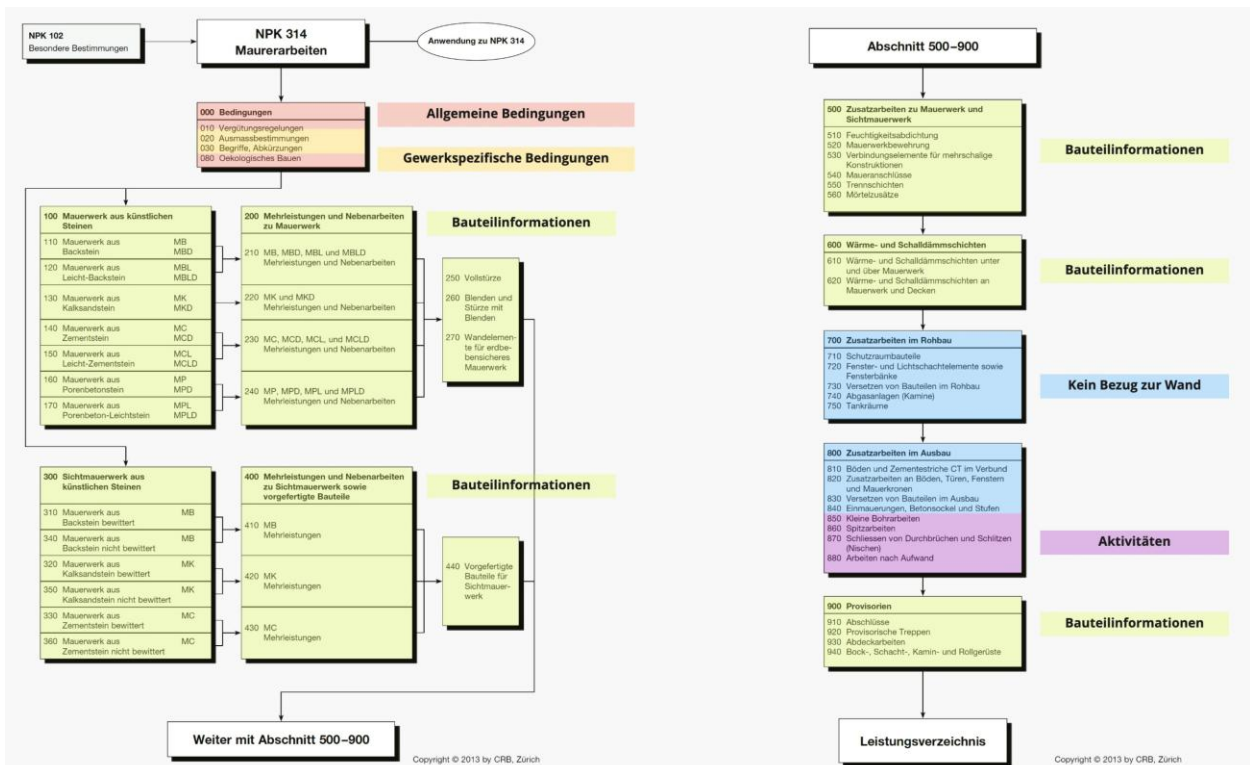 NPK 102
Besondere Bestimmungen
NPK 314
Maurerarbeiten
Anwendung zu NPK 314
000 Bedingungen
010 Vergütungsregelungen
020 Ausmassbestimmungen
030 Begriffe, Abkürzungen
080 Oekologisches Bauen
Allgemeine Bedingungen
Gewerkspezifische Bedingungen
100 Mauerwerk aus künstlichen
Steinen
110 Mauerwerk aus MB
Backstein MBD
120 Mauerwerk aus MBL
Leicht-Backstein MBLD
130 Mauerwerk aus MK
Kalksandstein MKD
140 Mauerwerk aus MC
Zementstein MCD
150 Mauerwerk aus MCL
Leicht-Zementstein MCLD
160 Mauerwerk aus MP
Porenbetonstein MPD
170 Mauerwerk aus MPL
Porenbeton-Leichtstein MPLD
200 Mehrleistungen und Nebenarbeiten
zu Mauerwerk
210 MB, MBD, MBL und MBLD
Mehrleistungen und Nebenarbeiten
220 MK und MKD
Mehrleistungen und Nebenarbeiten
230 MC, MCD, MCL, und MCLD
Mehrleistungen und Nebenarbeiten
240 MP, MPD, MPL und MPLD
Mehrleistungen und Nebenarbeiten
Bauteilinformationen
250 Vollstürze
260 Blenden und
Stürze mit
Blenden
270 Wandelemen-
te für erdbe-
bensicheres
Mauerwerk
300 Sichtmauerwerk aus
künstlichen Steinen
310 Mauerwerk aus MB
Backstein bewittert
340 Mauerwerk aus MB
Backstein nicht bewittert
320 Mauerwerk aus MK
Kalksandstein bewittert
350 Mauerwerk aus MK
Kalksandstein nicht bewittert
330 Mauerwerk aus MC
Zementstein bewittert
360 Mauerwerk aus MC
Zementstein nicht bewittert
400 Mehrleistungen und Nebenarbeiten
zu Sichtmauerwerk sowie
vorgefertigte Bauteile
410 MB
Mehrleistungen
420 MK
Mehrleistungen
430 MC
Mehrleistungen
Bauteilinformationen
440 Vorgefertigte
Bauteile für
Sichtmauer-
werk
Weiter mit Abschnitt 500–900
Copyright © 2013 by CRB, Zürich
Abschnitt 500–900
500 Zusatzarbeiten zu Mauerwerk und
Sichtmauerwerk
510 Feuchtigkeitsabdichtung
520 Mauerwerkbewehrung
530 Verbindungselemente für mehrschalige
Konstruktionen
540 Maueranschlüsse
550 Trennschichten
560 Mörtelzusätze
Bauteilinformationen
600 Wärme- und Schalldämmschichten
610 Wärme- und Schalldämmschichten unter
und über Mauerwerk
620 Wärme- und Schalldämmschichten an
Mauerwerk und Decken
Bauteilinformationen
700 Zusatzarbeiten im Rohbau
710 Schutzraumbauteile
720 Fenster- und Lichtschachtelemente sowie
Fensterbänke
730 Versetzen von Bauteilen im Rohbau
740 Abgasanlagen (Kamine)
750 Tankräume
Kein Bezug zur Wand
800 Zusatzarbeiten im Ausbau
810 Böden und Zementestriche CT im Verbund
820 Zusatzarbeiten an Böden, Türen, Fenstern
und Mauerkronen
830 Versetzen von Bauteilen im Ausbau
840 Einmauerungen, Betonsockel und Stufen
850 Kleine Bohrarbeiten
860 Spitzarbeiten
870 Schliessen von Durchbrüchen und Schlitzen
(Nischen)
880 Arbeiten nach Aufwand
Aktivitäten
900 Provisorien
910 Abschlüsse
920 Provisorische Treppen
930 Abdeckarbeiten
940 Bock-, Schacht-, Kamin- und Rollgerüste
Bauteilinformationen
Leistungsverzeichnis
Copyright © 2013 by CRB, Zürich